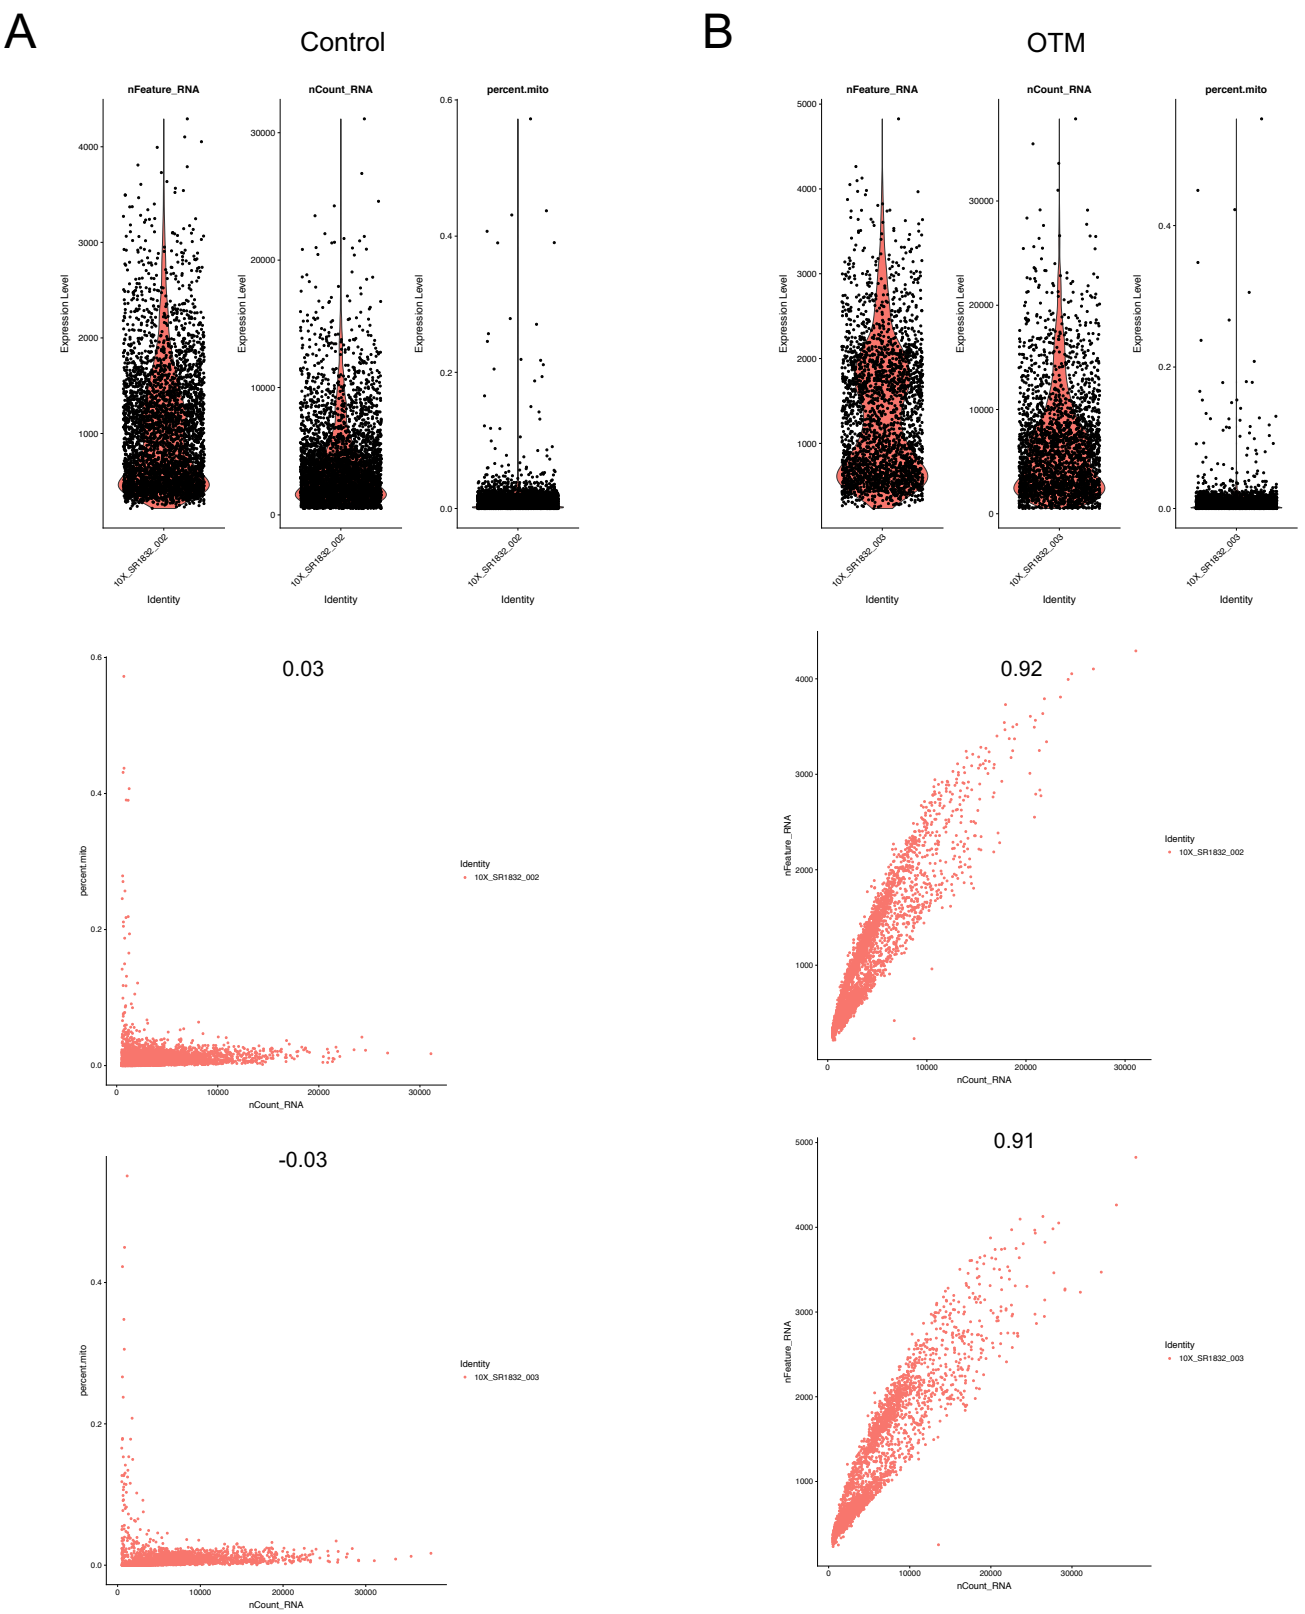 A
Control
B
OTM
nFeature_RNA
nCount_RNA
percent.mito
Expression Level
4000
3000
2000
1000
Expression Level
30000
20000
10000
0
Expression Level
0.6
0.4
0.2
0.0
10X_SR1832_002
10X_SR1832_002
10X_SR1832_002
Identity
Identity
Identity
nFeature_RNA
nCount_RNA
percent.mito
Expression Level
5000
4000
3000
2000
1000
Expression Level
30000
20000
10000
0
Expression Level
0.4
0.2
0.0
10X_SR1832_003
10X_SR1832_003
10X_SR1832_003
Identity
Identity
Identity
0.03
percent.mito
0.6
0.4
0.2
0.0
0
10000
20000
30000
nCount_RNA
Identity
10X_SR1832_002
0.92
nFeature_RNA
4000
3000
2000
1000
0
10000
20000
30000
nCount_RNA
Identity
10X_SR1832_002
-0.03
percent.mito
0.4
0.2
0.0
0
10000
20000
30000
nCount_RNA
Identity
10X_SR1832_003
0.91
nFeature_RNA
5000
4000
3000
2000
1000
0
10000
20000
30000
nCount_RNA
Identity
10X_SR1832_003